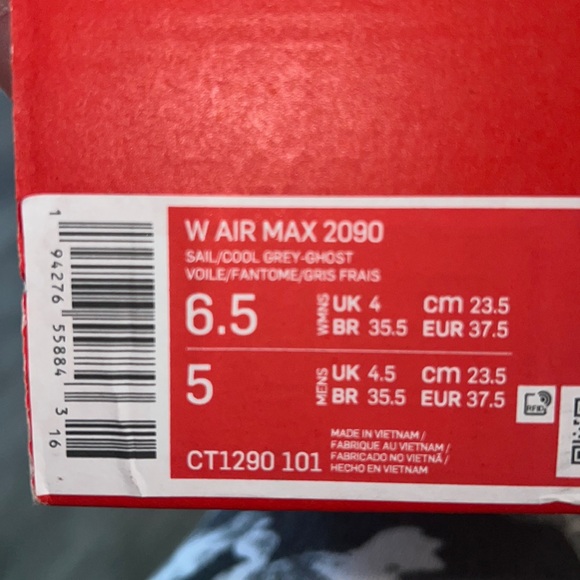 W AIR MAX 2090
SAIL/COOL GREY-GHOST
VOILE/FANTOME/GRIS FRAIS
6.5 WMNS UK 4 cm 23.5
BR 35.5 EUR 37.5
5 MENS UK 4.5 cm 23.5
BR 35.5 EUR 37.5
RFID
CT1290 101
MADE IN VIETNAM /
FABRIQUE AU VIETNAM /
FABRICADO NO VIETNÃ /
HECHO EN VIETNAM
1 94276 55884 3 16